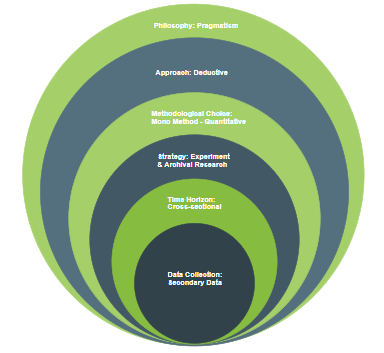 Philosophy: Pragmatism
Approach: Deductive
Methodological Choice:
Mono Method - Quantitative
Strategy: Experiment
& Archival Research
Time Horizon:
Cross-sectional
Data Collection:
Secondary Data